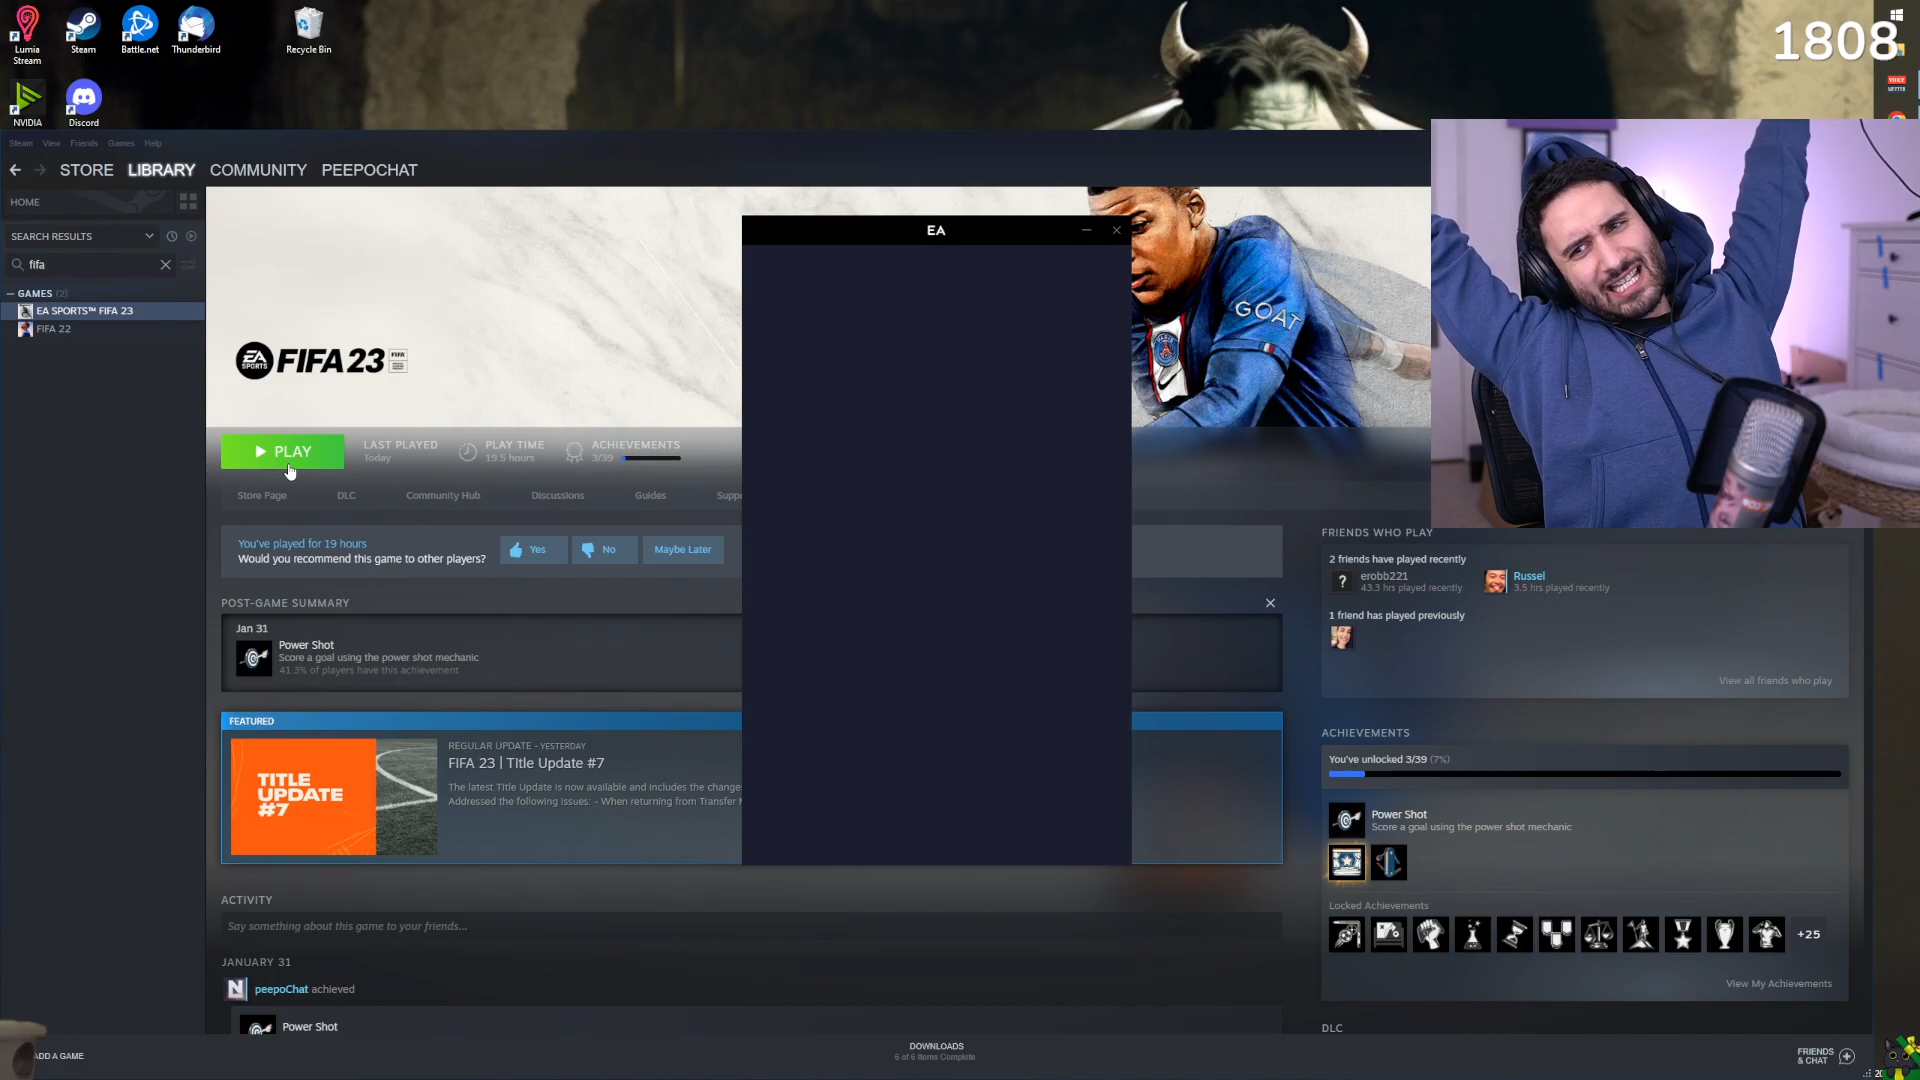 1808
Lumia
Stream
Steam
Battle.net
Thunderbird
Recycle Bin
NVIDIA
Discord
Steam View Friends Games Help
STORE LIBRARY COMMUNITY PEEPOCHAT
HOME
SEARCH RESULTS
fifa
GAMES (2)
EA SPORTS™ FIFA 23
FIFA 22
EA
GOAT
EA SPORTS FIFA 23 FIFA
PLAY
LAST PLAYED
Today
PLAY TIME
19.5 hours
ACHIEVEMENTS
3/39
Store Page DLC Community Hub Discussions Guides Suppo
You've played for 19 hours
Would you recommend this game to other players?
Yes No Maybe Later
POST-GAME SUMMARY
Jan 31
Power Shot
Score a goal using the power shot mechanic
41.3% of players have this achievement
FEATURED
TITLE
UPDATE
#7
REGULAR UPDATE - YESTERDAY
FIFA 23 | Title Update #7
The latest Title Update is now available and includes the change
Addressed the following issues: - When returning from Transfer M
ACTIVITY
Say something about this game to your friends...
JANUARY 31
peepoChat achieved
Power Shot
FRIENDS WHO PLAY
2 friends have played recently
erobb221
43.3 hrs played recently
Russel
3.5 hrs played recently
1 friend has played previously
View all friends who play
ACHIEVEMENTS
You've unlocked 3/39 (7%)
Power Shot
Score a goal using the power shot mechanic
Locked Achievements
+25
View My Achievements
DLC
ADD A GAME
DOWNLOADS
6 of 6 Items Complete
FRIENDS
& CHAT